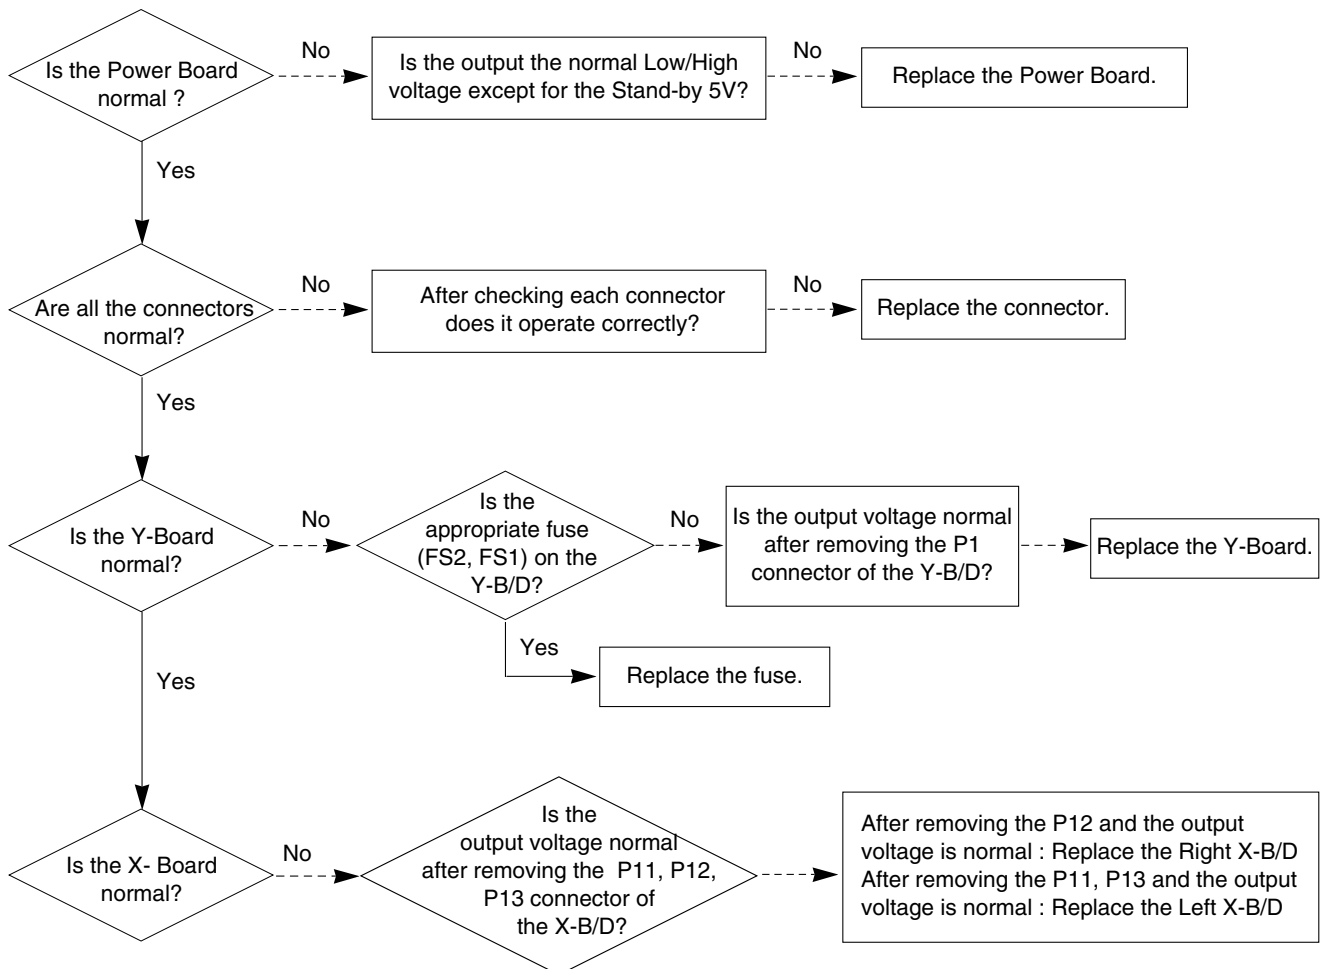 Is the Power Board
normal ?
No
Is the output the normal Low/High
voltage except for the Stand-by 5V?
No
Replace the Power Board.
Yes
Are all the connectors
normal?
No
After checking each connector
does it operate correctly?
No
Replace the connector.
Yes
Is the Y-Board
normal?
No
Is the
appropriate fuse
(FS2, FS1) on the
Y-B/D?
No
Is the output voltage normal
after removing the P1
connector of the Y-B/D?
Replace the Y-Board.
Yes
Replace the fuse.
Yes
Is the X- Board
normal?
No
Is the
output voltage normal
after removing the P11, P12,
P13 connector of
the X-B/D?
After removing the P12 and the output
voltage is normal : Replace the Right X-B/D
After removing the P11, P13 and the output
voltage is normal : Replace the Left X-B/D